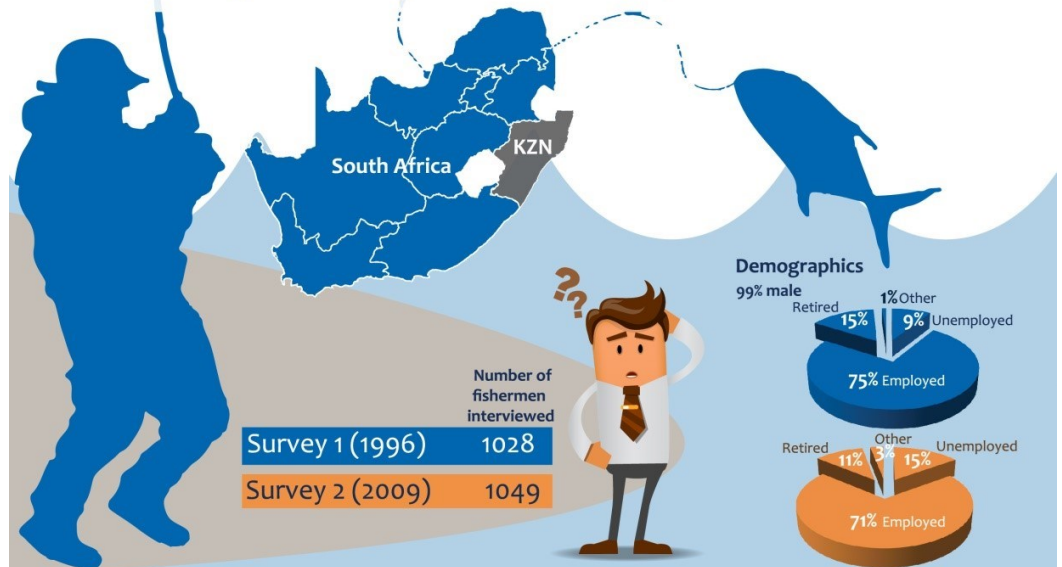 South Africa
KZN
??
Number of
fishermen
interviewed
Survey 1 (1996) 1028
Survey 2 (2009) 1049
Demographics
99% male
1% Other
Retired
15%
9% Unemployed
75% Employed
Other
Retired
Unemployed
11%
3%
15%
71% Employed